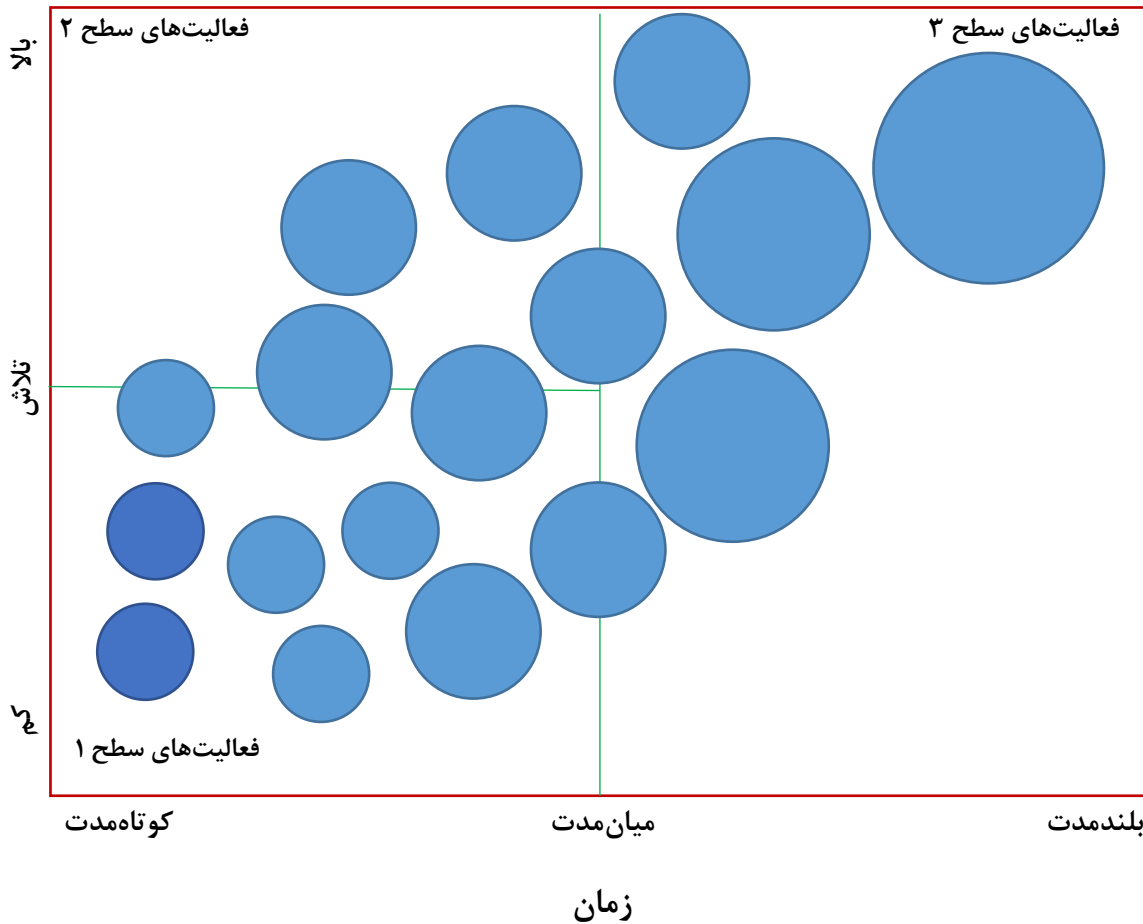 فعالیت‌های سطح ۳
فعالیت‌های سطح ۲
بالا
تلاش
کم
فعالیت‌های سطح ۱
بلندمدت
میان‌مدت
کوتاه‌مدت
زمان